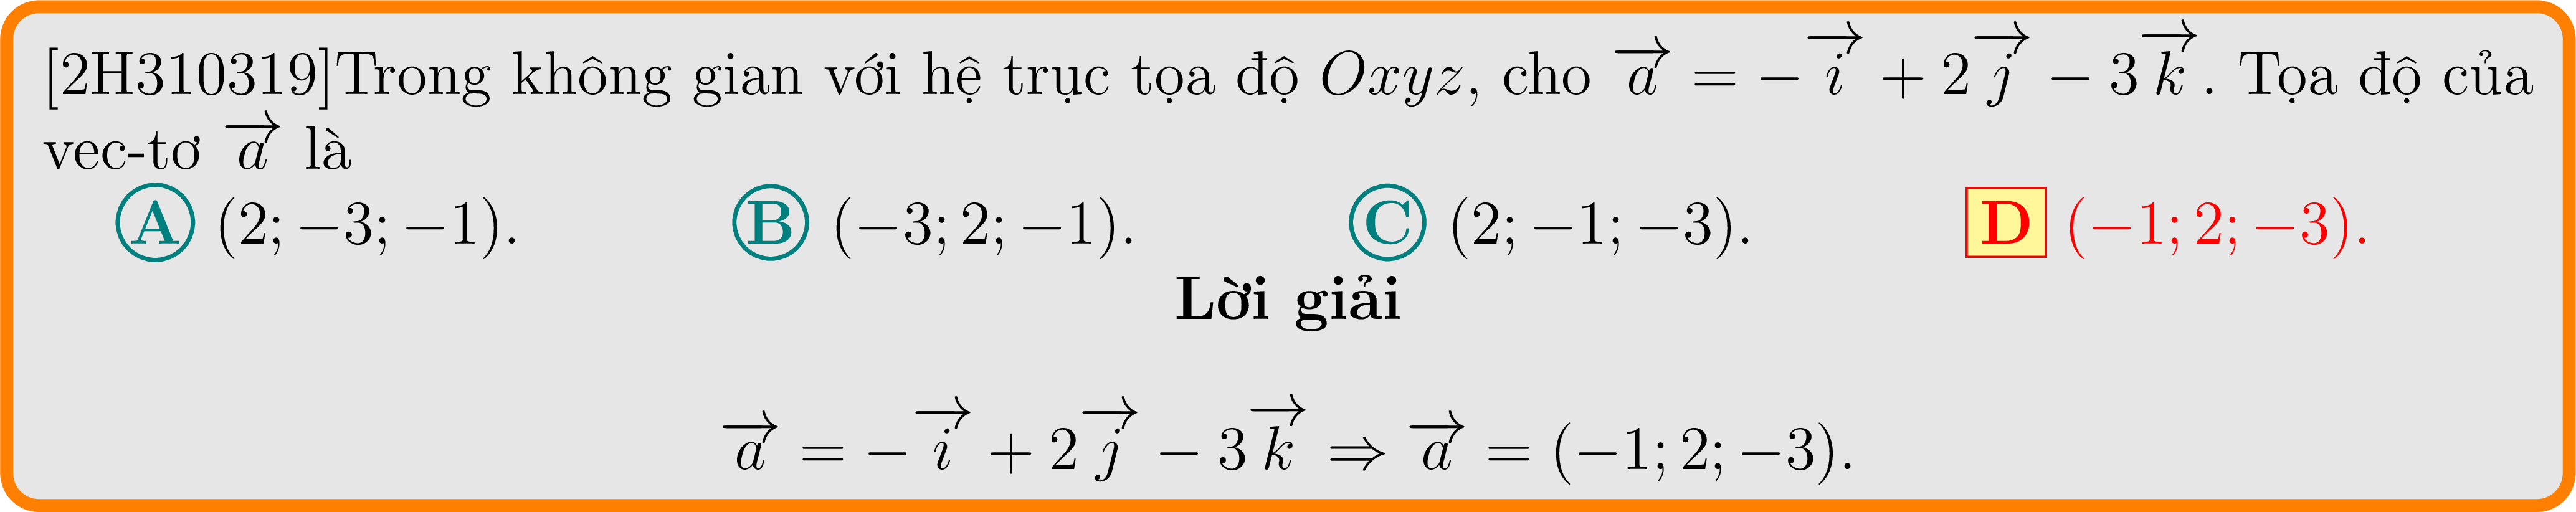 [2H310319]Trong không gian với hệ trục tọa độ $Oxyz$, cho $\overrightarrow{a} = -\overrightarrow{i} + 2\overrightarrow{j} - 3\overrightarrow{k}$. Tọa độ của
vec-tơ $\overrightarrow{a}$ là
A (2; −3; −1). B (−3; 2; −1). C (2; −1; −3). D (−1; 2; −3).
Lời giải
$\overrightarrow{a} = -\overrightarrow{i} + 2\overrightarrow{j} - 3\overrightarrow{k} \Rightarrow \overrightarrow{a} = (-1; 2; -3).$